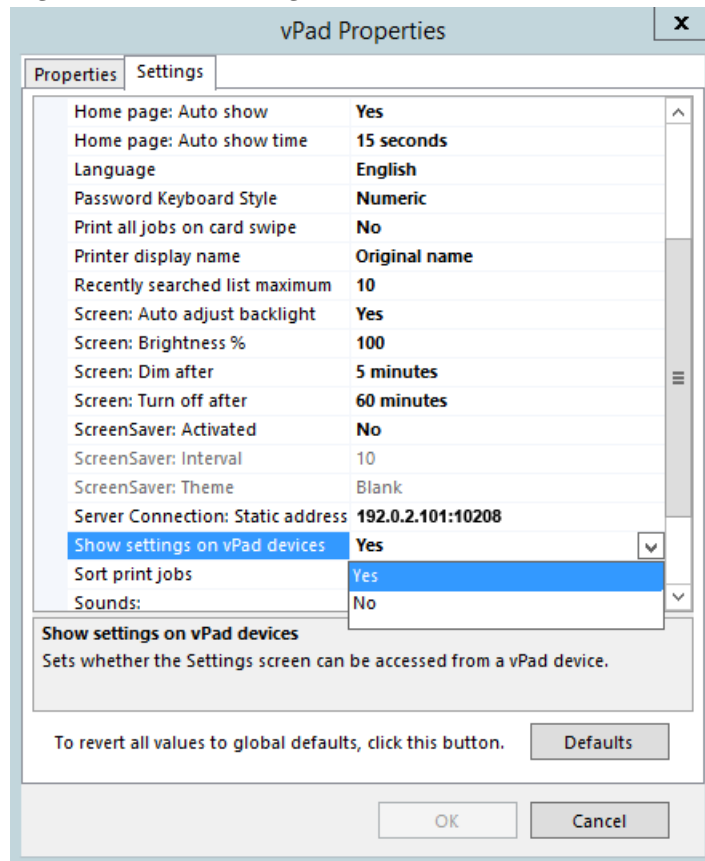 vPad Properties
x
Properties Settings
Home page: Auto show Yes
Home page: Auto show time 15 seconds
Language English
Password Keyboard Style Numeric
Print all jobs on card swipe No
Printer display name Original name
Recently searched list maximum 10
Screen: Auto adjust backlight Yes
Screen: Brightness % 100
Screen: Dim after 5 minutes
Screen: Turn off after 60 minutes
ScreenSaver: Activated No
ScreenSaver: Interval 10
ScreenSaver: Theme Blank
Server Connection: Static address 192.0.2.101:10208
Show settings on vPad devices Yes
Sort print jobs Yes
Sounds: No
Show settings on vPad devices
Sets whether the Settings screen can be accessed from a vPad device.
To revert all values to global defaults, click this button. Defaults
OK Cancel